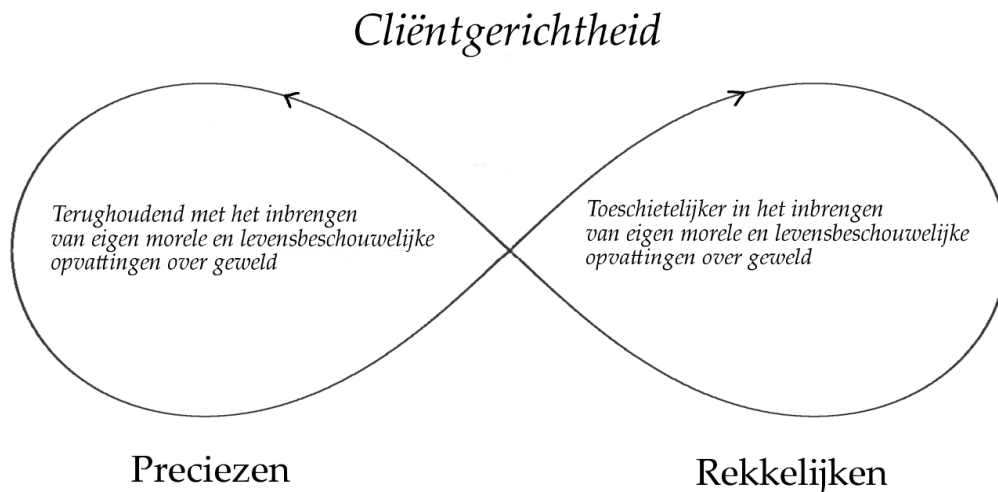 Cliëntgerichtheid
Terughoudend met het inbrengen
van eigen morele en levensbeschouwelijke
opvattingen over geweld
Toeschietelijker in het inbrengen
van eigen morele en levensbeschouwelijke
opvattingen over geweld
Preciezen
Rekkelijken